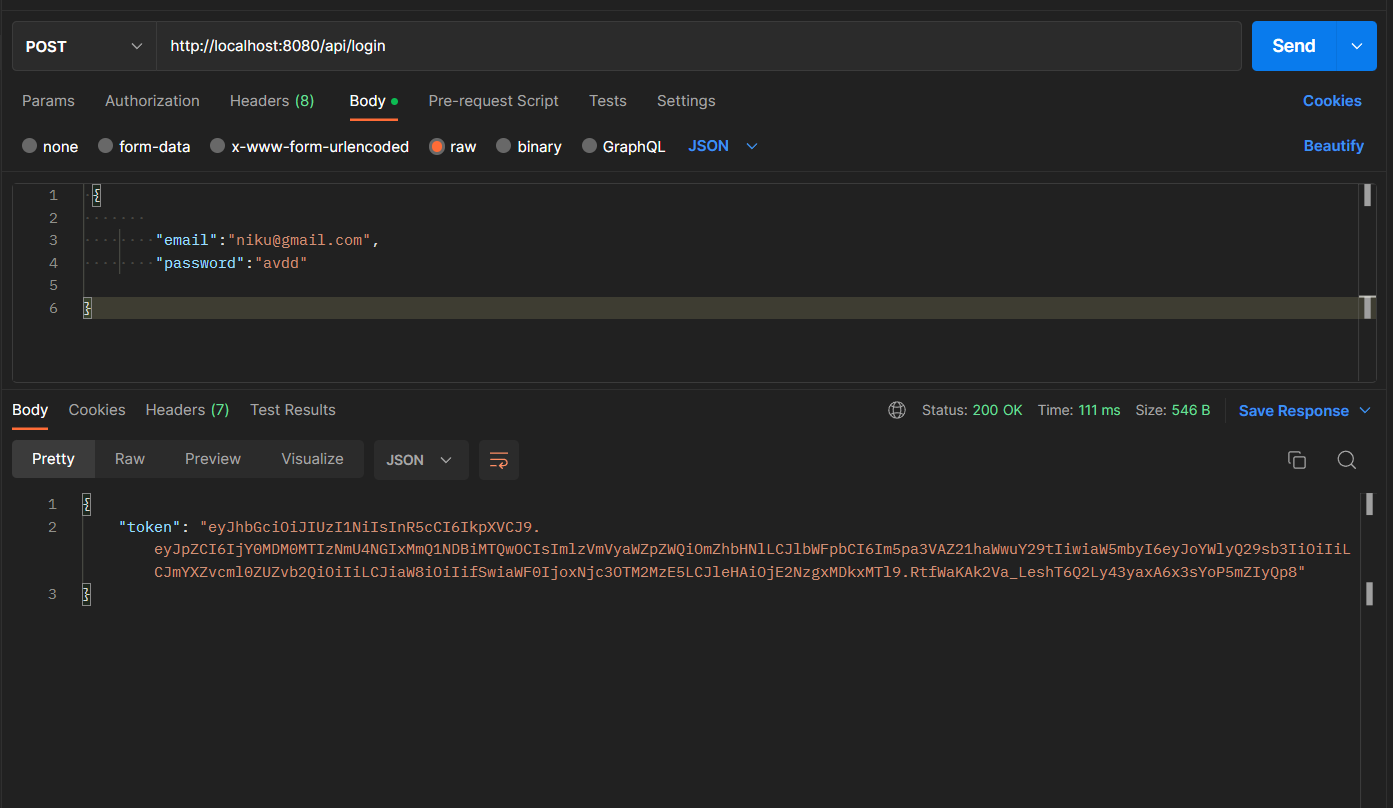 POST http://localhost:8080/api/login Send
Params Authorization Headers (8) Body Pre-request Script Tests Settings Cookies
none form-data x-www-form-urlencoded raw binary GraphQL JSON Beautify
1 {
2
3 "email":"niku@gmail.com",
4 "password":"avdd"
5
6 }
Body Cookies Headers (7) Test Results Status: 200 OK Time: 111 ms Size: 546 B Save Response
Pretty Raw Preview Visualize JSON
1 {
2 "token": "eyJhbGciOiJIUzI1NiIsInR5cCI6IkpXVCJ9.
eyJpZCI6IjY0MDM0MTIzNmU4NGIxMmQ1NDBiMTQwOCIsImlzVmVyaWZpZWQiOmZhbHNlLCJlbWFpbCI6Im5pa3VAZ21haWwuY29tIiwiaW5mbyI6eyJoYWlyQ29sb3IiOiIiL
CJmYXZvcml0ZUZvb2QiOiIiLCJiaW8iOiIifSwiaWF0IjoxNjc3OTM2MzE5LCJleHAiOjE2NzgxMDkxMTl9.RtfWaKAk2Va_LeshT6Q2Ly43yaxA6x3sYoP5mZIyQp8"
3 }